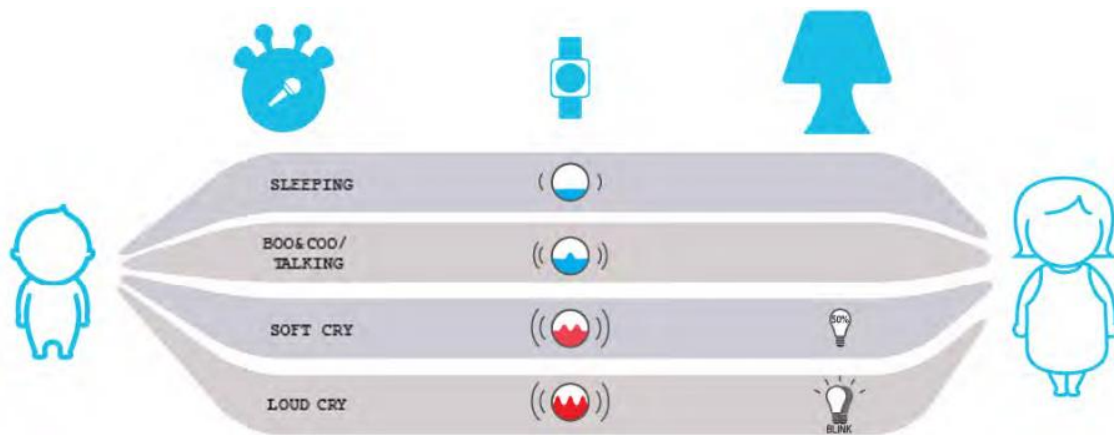 SLEEPING
BOO&COO/
TALKING
SOFT CRY
50%
LOUD CRY
BLINK